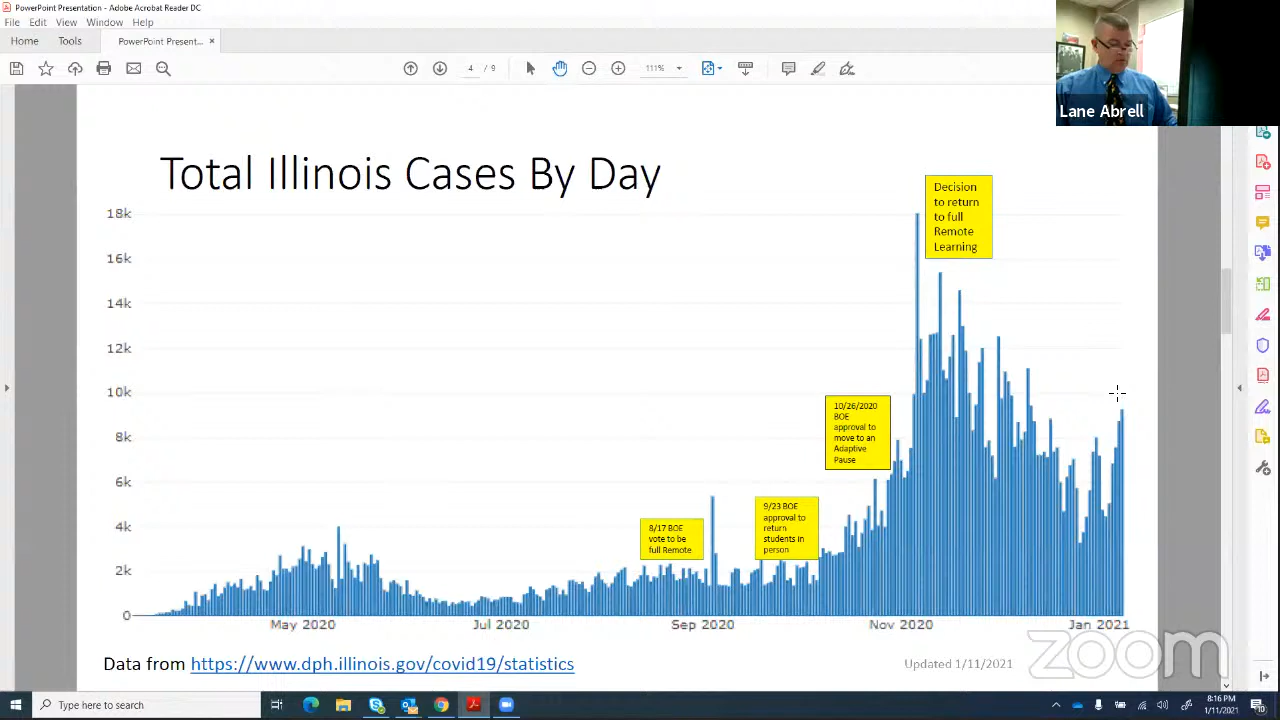 PowerPoint Presentation - Adobe Acrobat Reader DC
File Edit View Window Help
Home Tools PowerPoint Present... ×
4 / 9 111%
Lane Abrell
Total Illinois Cases By Day
18k
16k
14k
12k
10k
8k
6k
4k
2k
0
Decision
to return
to full
Remote
Learning
10/26/2020
BOE
approval to
move to an
Adaptive
Pause
8/17 BOE
vote to be
full Remote
9/23 BOE
approval to
return
students in
person
May 2020 Jul 2020 Sep 2020 Nov 2020 Jan 2021
Data from https://www.dph.illinois.gov/covid19/statistics
Updated 1/11/2021
zoom
Type here to search
8:16 PM
1/11/2021